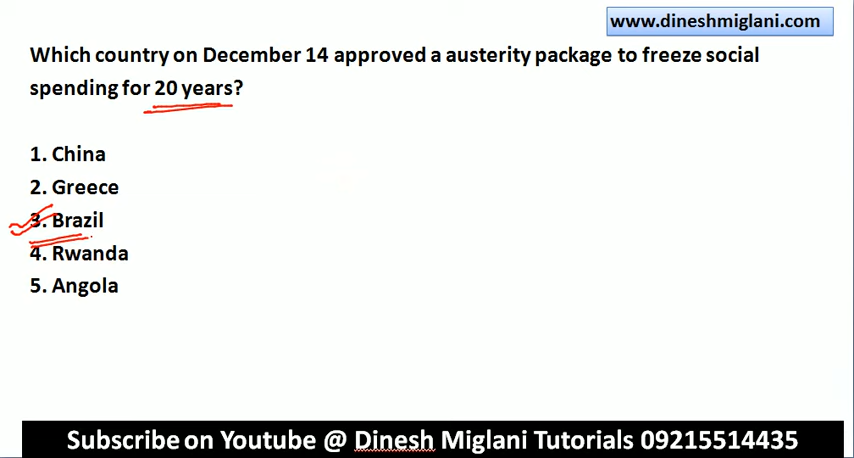 www.dineshmiglani.com
Which country on December 14 approved a austerity package to freeze social
spending for 20 years?
1. China
2. Greece
3. Brazil
4. Rwanda
5. Angola
Subscribe on Youtube @ Dinesh Miglani Tutorials 09215514435